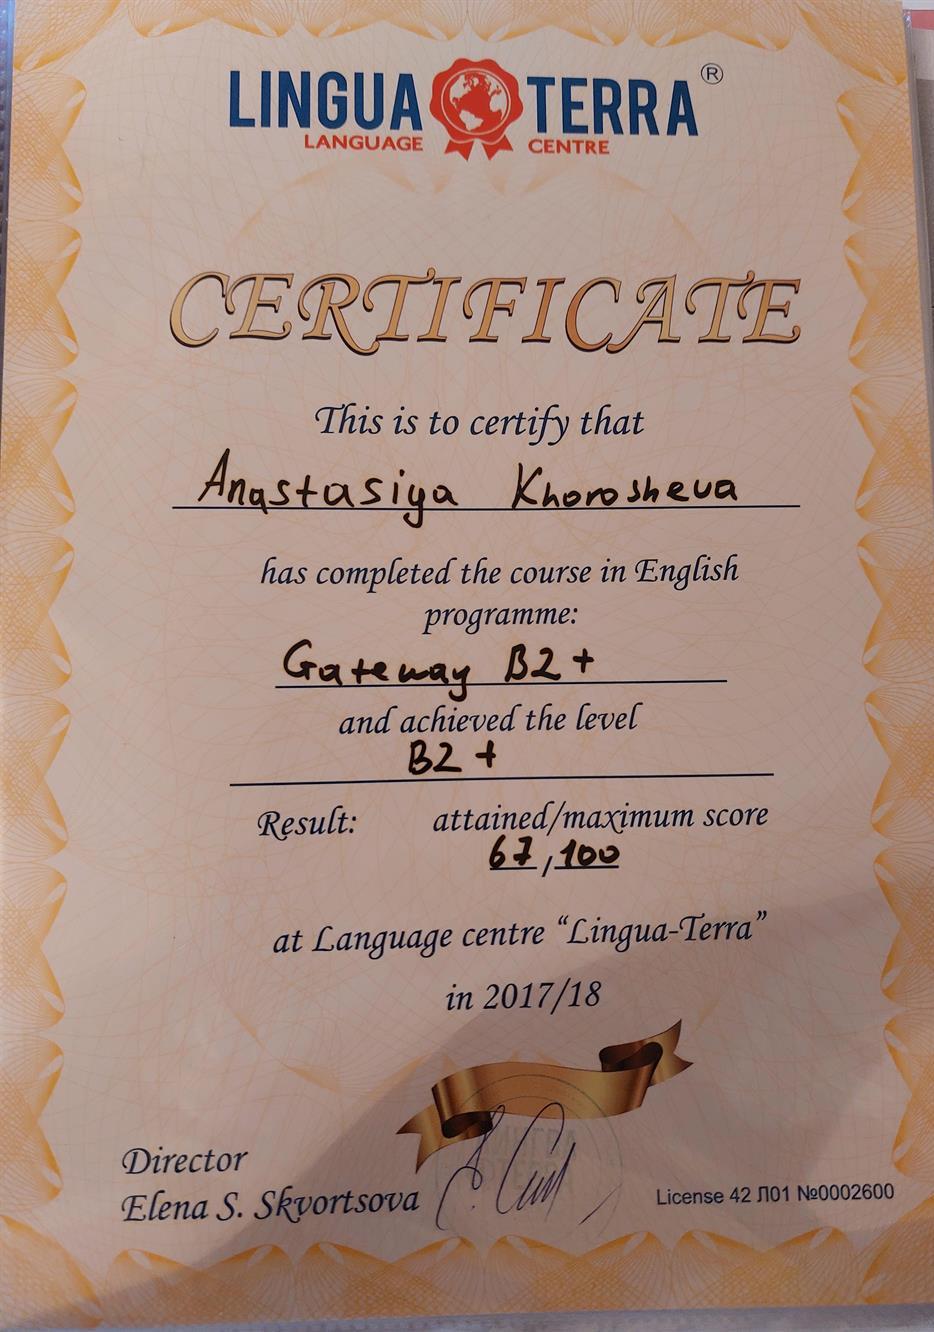 LINGUA TERRA ®
LANGUAGE CENTRE
CERTIFICATE
This is to certify that
Anastasiya Khorosheva
has completed the course in English
programme:
Gateway B2+
and achieved the level
B2+
Result: attained/maximum score
67,100
at Language centre “Lingua-Terra”
in 2017/18
Director
Elena S. Skvortsova
License 42 Л01 №0002600